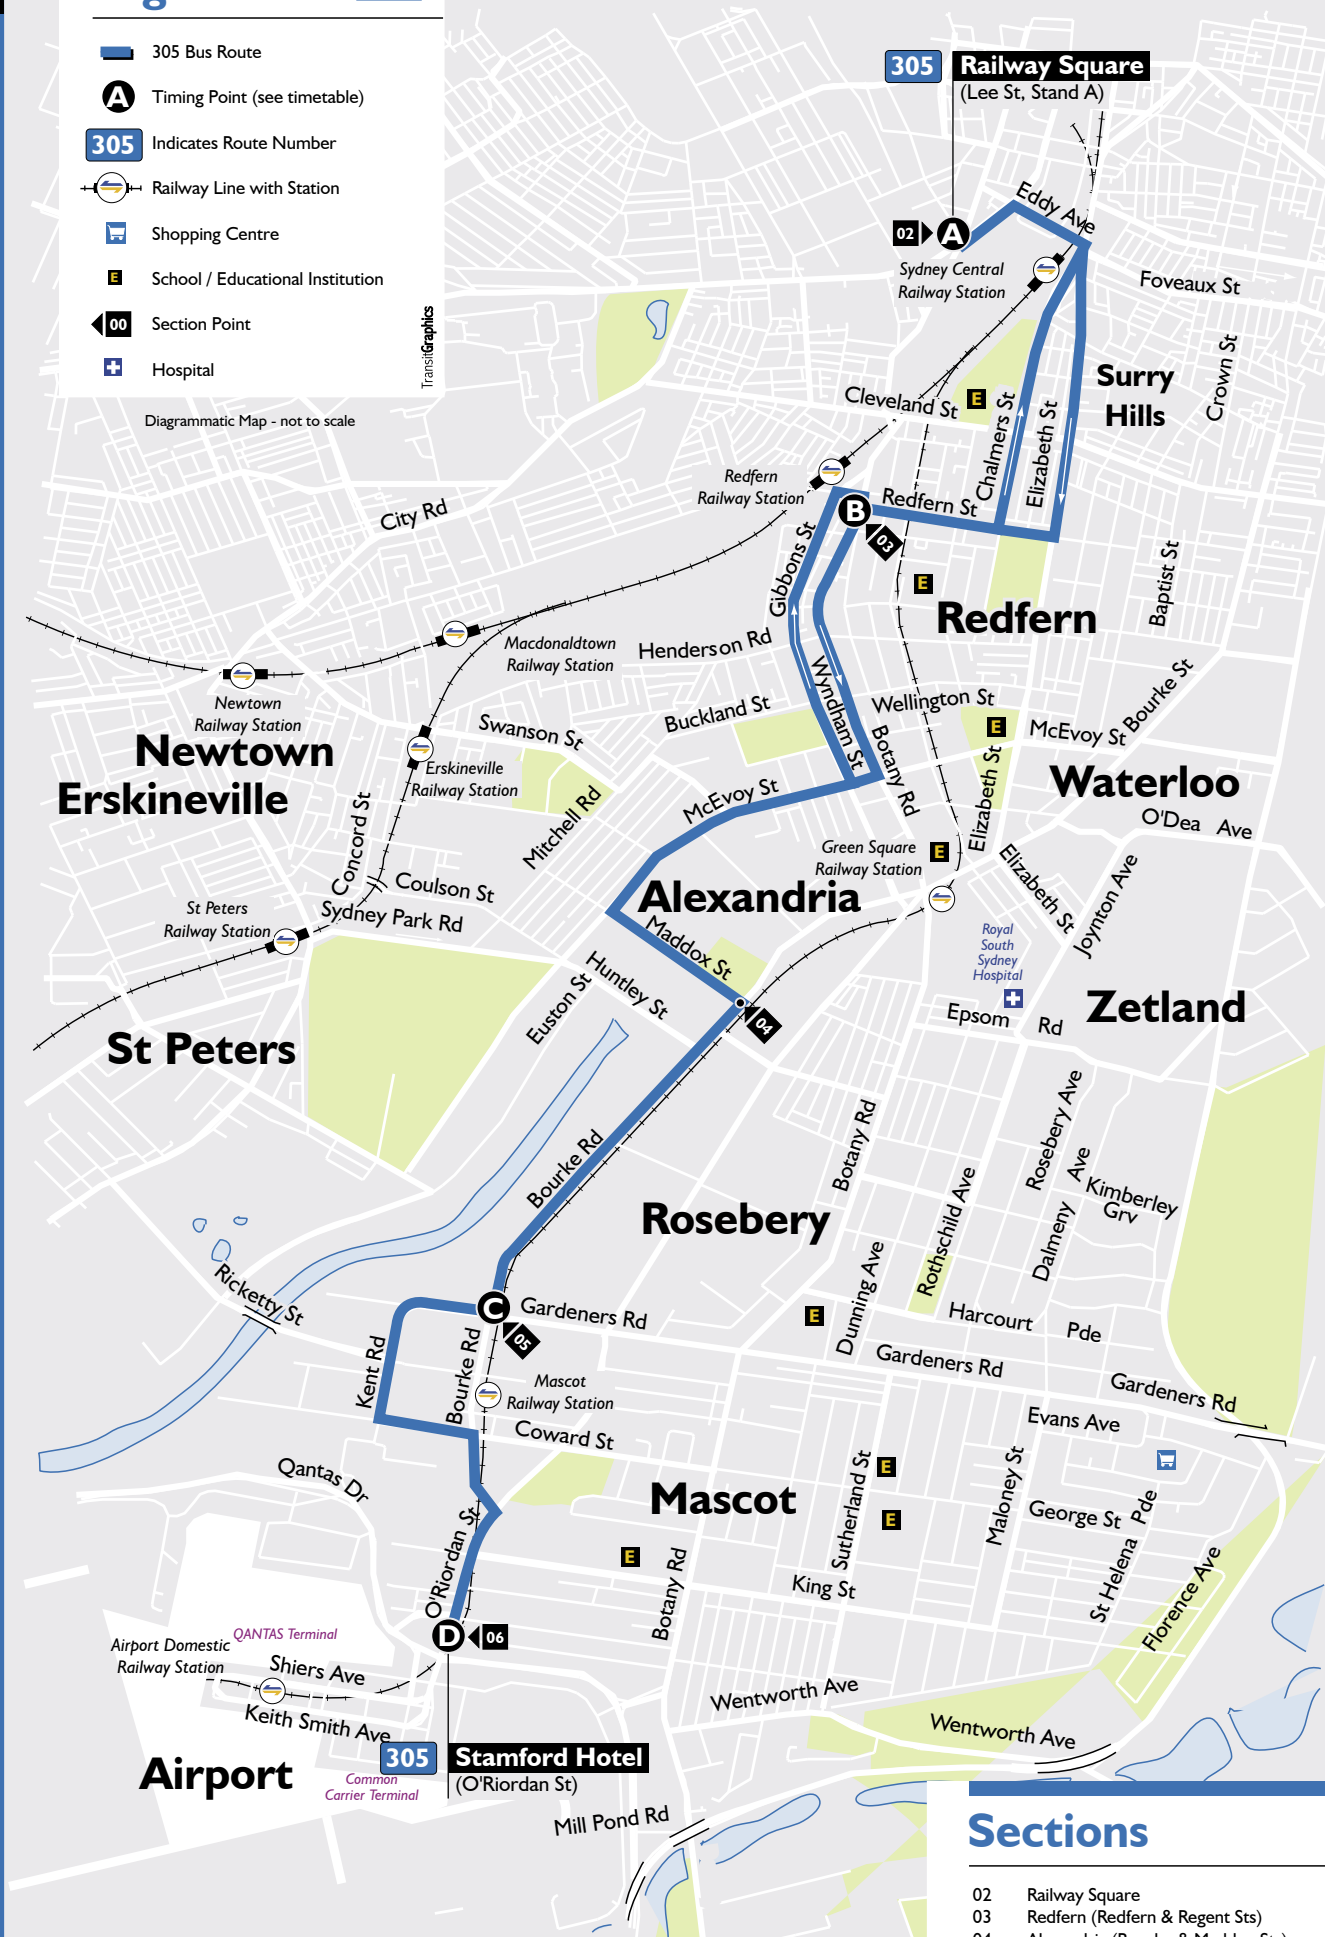 305 Bus Route
A
Timing Point (see timetable)
305
Indicates Route Number
Railway Line with Station
Shopping Centre
E
School / Educational Institution
00
Section Point
Hospital
TransitGraphics
Diagrammatic Map - not to scale
305
Railway Square
(Lee St, Stand A)
Eddy Ave
02
A
Sydney Central
Railway Station
Foveaux St
Crown St
Surry
Hills
Cleveland St
E
Chalmers St
Elizabeth St
Redfern
Railway Station
B
Redfern St
03
City Rd
Gibbons St
E
Baptist St
Redfern
Macdonaldtown
Railway Station
Henderson Rd
Newtown
Railway Station
Newtown
Swanson St
Buckland St
Wyndham St
Wellington St
Botany Rd
E
McEvoy St
Bourke St
Erskineville
Erskineville
Railway Station
Concord St
Mitchell Rd
McEvoy St
Elizabeth St
Waterloo
O'Dea Ave
Green Square
Railway Station
E
Elizabeth St
Joynton Ave
Coulson St
Sydney Park Rd
St Peters
Railway Station
Alexandria
Maddox St
Royal
South
Sydney
Hospital
Huntley St
Euston St
04
Epsom Rd
Zetland
St Peters
Bourke Rd
Botany Rd
Rosebery Ave
Dalmeny Ave
Kimberley
Grv
Rothschild Ave
Rosebery
Dunning Ave
Ricketty St
C
Gardeners Rd
05
E
Harcourt Pde
Kent Rd
Bourke Rd
Gardeners Rd
Mascot
Railway Station
Gardeners Rd
Evans Ave
Coward St
Qantas Dr
Mascot
E
E
Sutherland St
Maloney St
George St
St Helena Pde
Florence Ave
O'Riordan St
E
Botany Rd
King St
D
06
QANTAS Terminal
Airport Domestic
Railway Station
Shiers Ave
Keith Smith Ave
Wentworth Ave
Wentworth Ave
Airport
305
Stamford Hotel
(O'Riordan St)
Common
Carrier Terminal
Mill Pond Rd
Sections
02 Railway Square
03 Redfern (Redfern & Regent Sts)